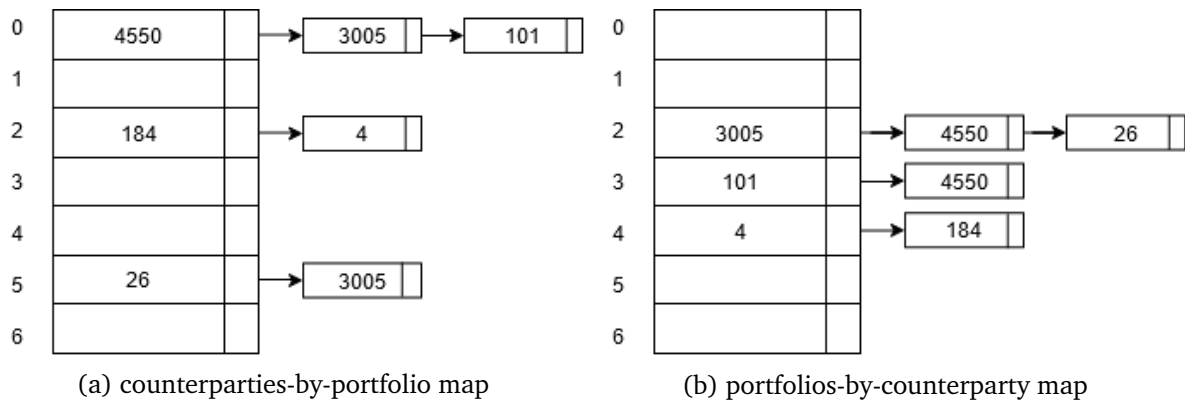 0 4550 3005 101
1
2 184 4
3
4
5 26 3005
6
(a) counterparties-by-portfolio map
0
1
2 3005 4550 26
3 101 4550
4 4 184
5
6
(b) portfolios-by-counterparty map